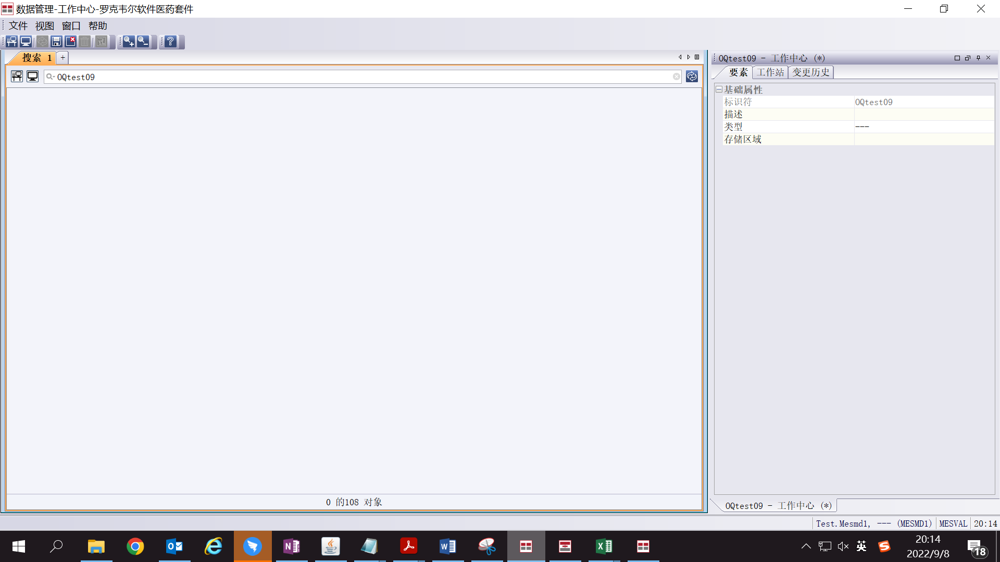 数据管理-工作中心-罗克韦尔软件医药套件
文件 视图 窗口 帮助
搜索 1 +
OQtest09
0 的108 对象
OQtest09 - 工作中心 (*)
要素 工作站 变更历史
基础属性
标识符 OQtest09
描述
类型 ---
存储区域
OQtest09 - 工作中心 (*)
Test.Mesmd1, --- (MESMD1) MESVAL 20:14
英
20:14
2022/9/8
18